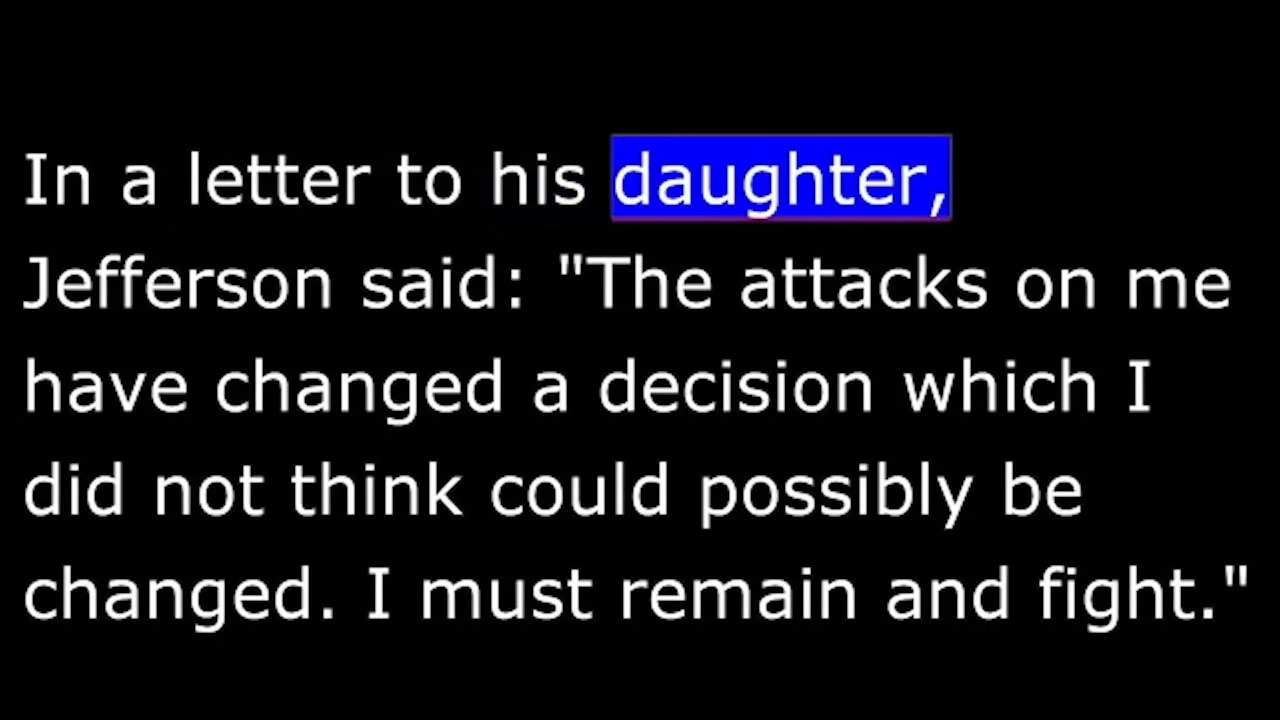 In a letter to his daughter,
Jefferson said: "The attacks on me
have changed a decision which I
did not think could possibly be
changed. I must remain and fight."